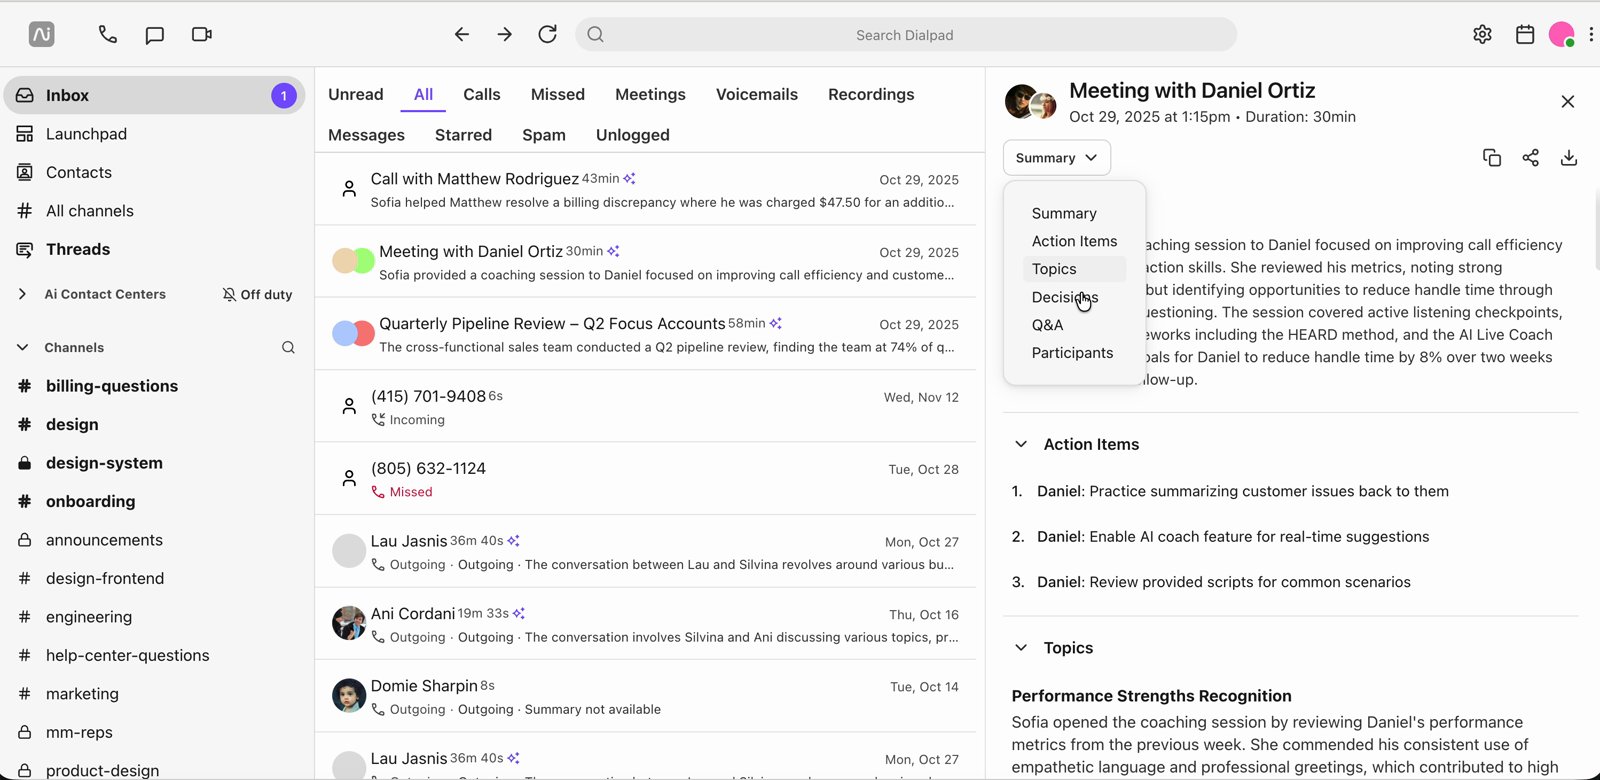 Ai
Search Dialpad
Inbox
1
Launchpad
Contacts
All channels
Threads
Ai Contact Centers
Off duty
Channels
billing-questions
design
design-system
onboarding
announcements
design-frontend
engineering
help-center-questions
marketing
mm-reps
product-design
Unread All Calls Missed Meetings Voicemails Recordings
Messages Starred Spam Unlogged
Call with Matthew Rodriguez 43min Oct 29, 2025
Sofia helped Matthew resolve a billing discrepancy where he was charged $47.50 for an additio...
Meeting with Daniel Ortiz 30min Oct 29, 2025
Sofia provided a coaching session to Daniel focused on improving call efficiency and custome...
Quarterly Pipeline Review – Q2 Focus Accounts 58min Oct 29, 2025
The cross-functional sales team conducted a Q2 pipeline review, finding the team at 74% of q...
(415) 701-9408 6s Wed, Nov 12
Incoming
(805) 632-1124 Tue, Oct 28
Missed
Lau Jasnis 36m 40s Mon, Oct 27
Outgoing · Outgoing · The conversation between Lau and Silvina revolves around various bu...
Ani Cordani 19m 33s Thu, Oct 16
Outgoing · Outgoing · The conversation involves Silvina and Ani discussing various topics, pr...
Domie Sharpin 8s Tue, Oct 14
Outgoing · Outgoing · Summary not available
Lau Jasnis 36m 40s Mon, Oct 27
Meeting with Daniel Ortiz
Oct 29, 2025 at 1:15pm • Duration: 30min
Summary
Summary
Action Items
Topics
Decisions
Q&A
Participants
aching session to Daniel focused on improving call efficiency
action skills. She reviewed his metrics, noting strong
but identifying opportunities to reduce handle time through
uestioning. The session covered active listening checkpoints,
eworks including the HEARD method, and the AI Live Coach
oals for Daniel to reduce handle time by 8% over two weeks
llow-up.
Action Items
1. Daniel: Practice summarizing customer issues back to them
2. Daniel: Enable AI coach feature for real-time suggestions
3. Daniel: Review provided scripts for common scenarios
Topics
Performance Strengths Recognition
Sofia opened the coaching session by reviewing Daniel's performance
metrics from the previous week. She commended his consistent use of
empathetic language and professional greetings, which contributed to high